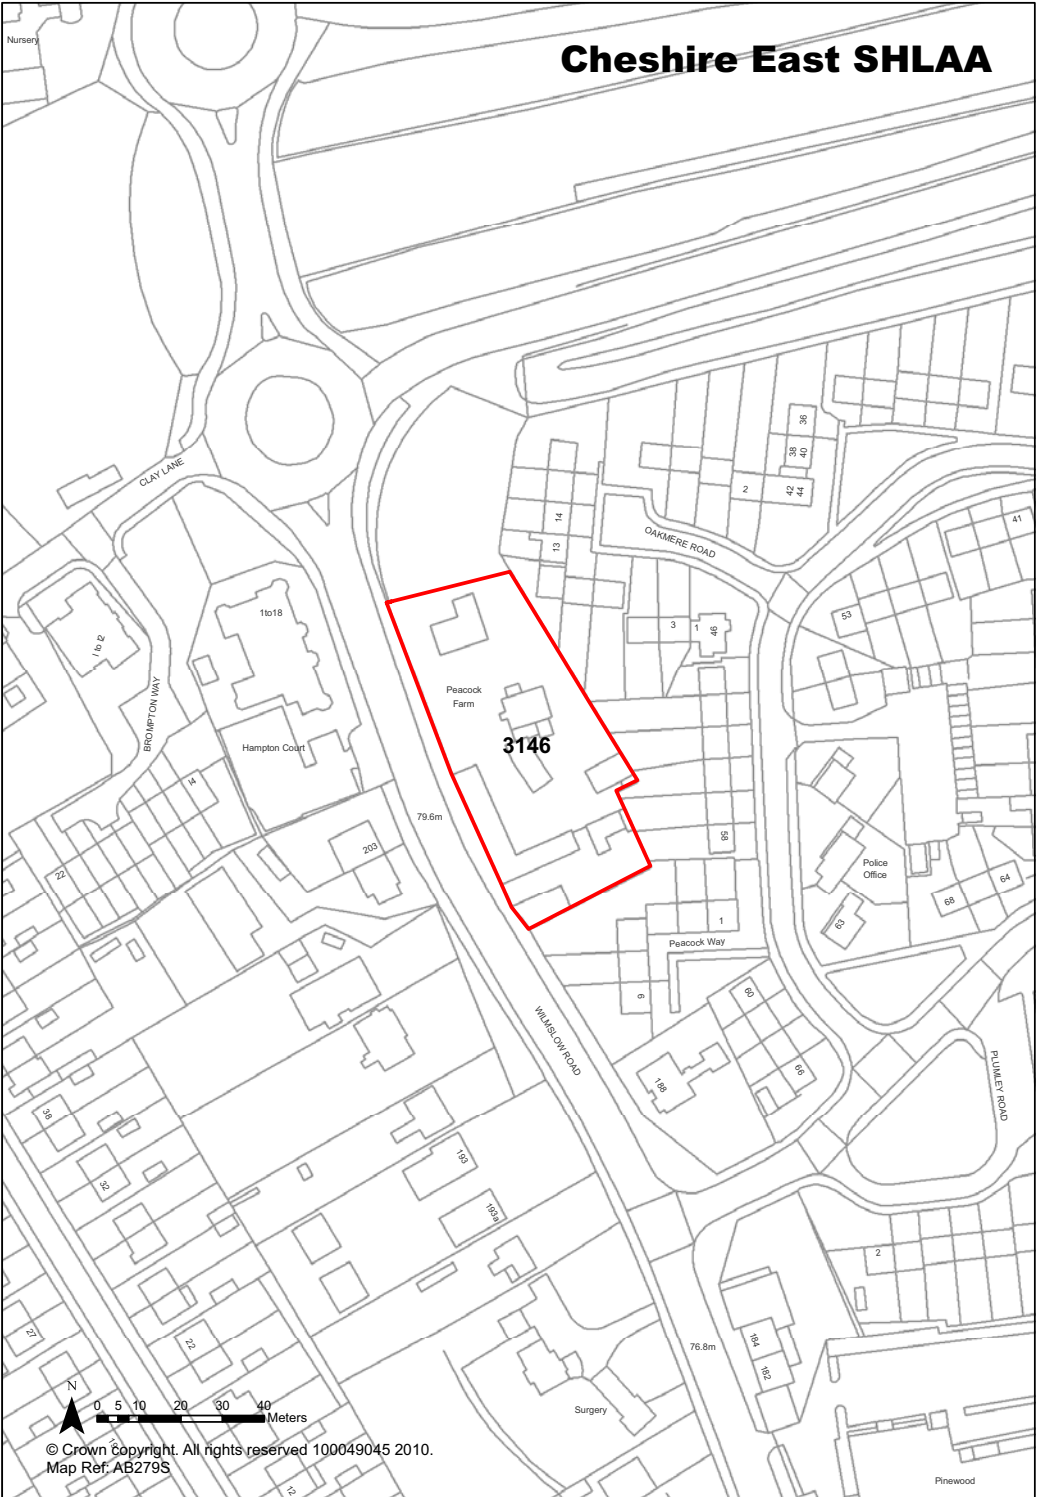 Cheshire East SHLAA
Nursery
36
38
40
42
44
2
CLAY LANE
14
13
OAKMERE ROAD
41
53
1to18
3
1
46
1 to 12
BROMPTON WAY
Peacock
Farm
3146
Hampton Court
14
79.6m
203
58
22
Police
Office
64
68
63
1
Peacock Way
6
60
WILMSLOW ROAD
66
188
PLUMLEY ROAD
38
193
32
193a
2
27
22
184
182
76.8m
N
0 5 10 20 30 40
Meters
Surgery
© Crown copyright. All rights reserved 100049045 2010.
Map Ref: AB279S
12
Pinewood